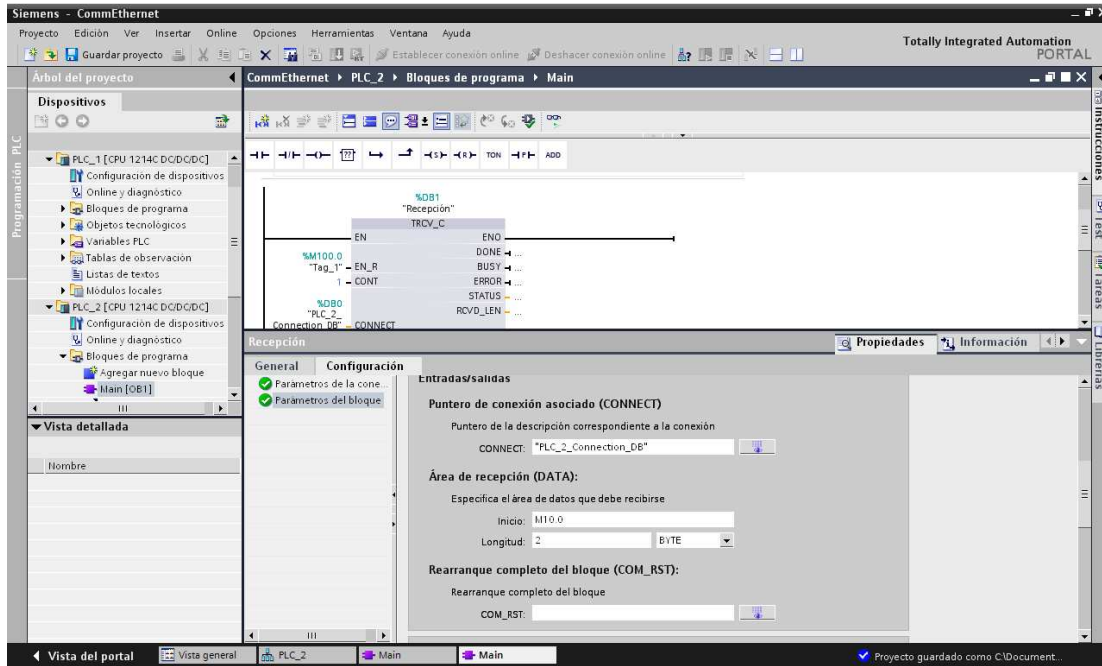 Siemens - CommEthernet
Proyecto Edición Ver Insertar Online Opciones Herramientas Ventana Ayuda
Totally Integrated Automation
PORTAL
Guardar proyecto
Establecer conexión online
Deshacer conexión online
Árbol del proyecto
CommEthernet PLC_2 Bloques de programa Main
Dispositivos
Programación PLC
PLC_1 [CPU 1214C DC/DC/DC]
Configuración de dispositivos
Online y diagnóstico
Bloques de programa
Objetos tecnológicos
Variables PLC
Tablas de observación
Listas de textos
Módulos locales
PLC_2 [CPU 1214C DC/DC/DC]
Configuración de dispositivos
Online y diagnóstico
Bloques de programa
Agregar nuevo bloque
Main [OB1]
Vista detallada
Nombre
?? -(S)- -(R)- TON -|P|- ADD
%DB1
"Recepción"
TRCV_C
EN ENO
DONE ...
%M100.0
"Tag_1" EN_R BUSY ...
1 CONT ERROR ...
STATUS ...
%DB0
"PLC_2_ RCVD_LEN ...
Connection_DB" CONNECT
Recepción
Propiedades
Información
General Configuración
Parámetros de la cone...
Parámetros del bloque
Entradas/salidas
Puntero de conexión asociado (CONNECT)
Puntero de la descripción correspondiente a la conexión
CONNECT: "PLC_2_Connection_DB"
Área de recepción (DATA):
Especifica el área de datos que debe recibirse
Inicio: M10.0
Longitud: 2 BYTE
Rearranque completo del bloque (COM_RST):
Rearranque completo del bloque
COM_RST:
Instrucciones
Test
Tareas
Librerías
Vista del portal
Vista general
PLC_2
Main
Main
Proyecto guardado como C:\Document...